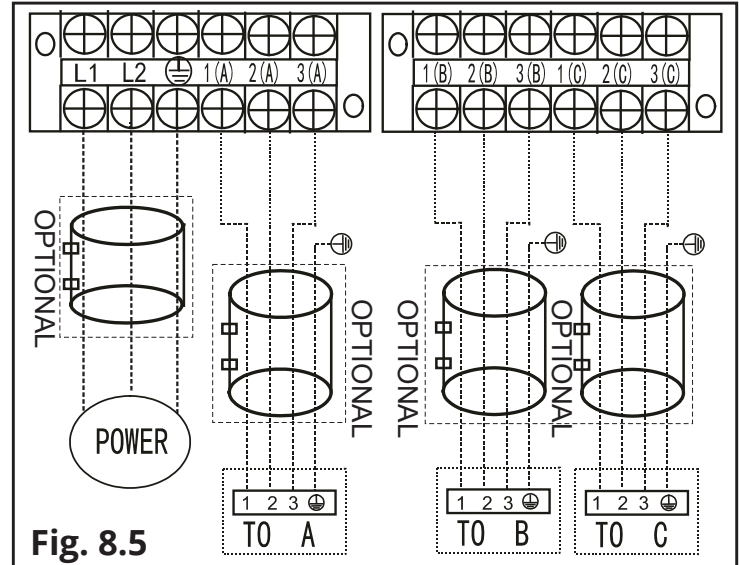 L1 L2 1(A) 2(A) 3(A)
1(B) 2(B) 3(B) 1(C) 2(C) 3(C)
OPTIONAL
OPTIONAL
OPTIONAL
OPTIONAL
POWER
1 2 3
TO A
1 2 3
TO B
1 2 3
TO C
Fig. 8.5